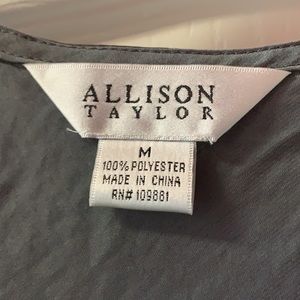 ALLISON
TAYLOR
M
100% POLYESTER
MADE IN CHINA
RN# 109881